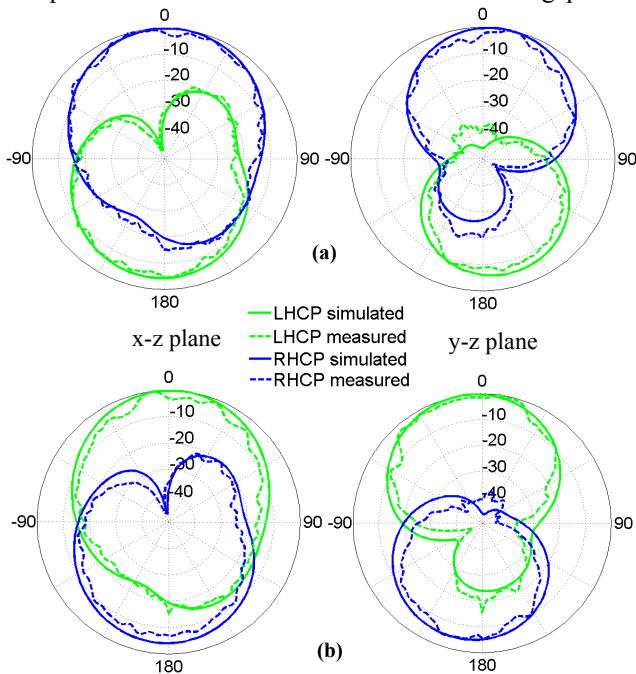 0 0
-10 -10
-20 -20
-30 -30
-40 -40
-90 90 90
-90
(a)
180 180
LHCP simulated
LHCP measured
RHCP simulated
RHCP measured
x-z plane y-z plane
0 0
-10 -10
-20 -20
-30 -30
-40 -40
-90 90 -90 90
180 (b) 180